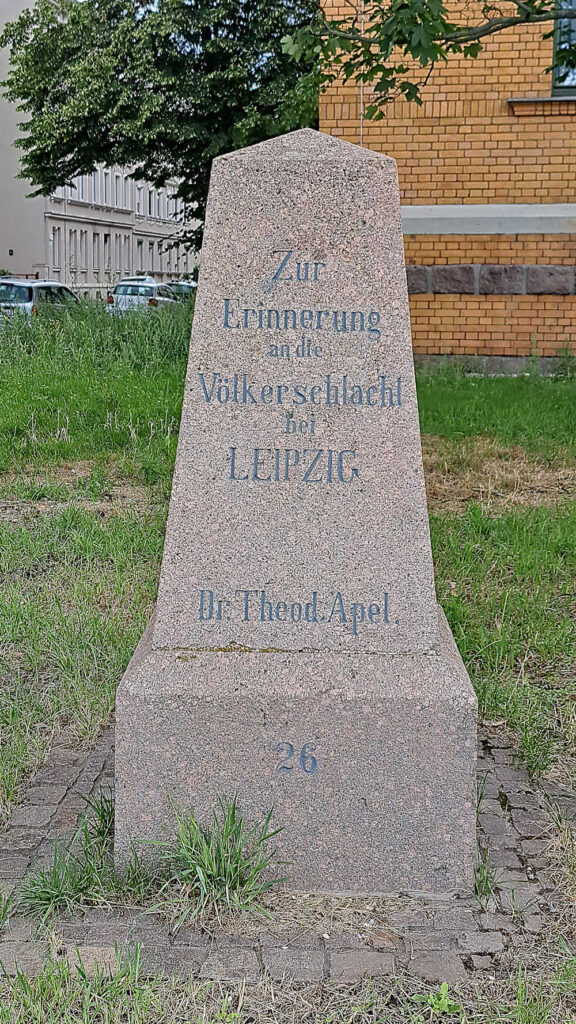 Zur
Erinnerung
an die
Völkerschlacht
bei
LEIPZIG
Dr. Theod. Apel.
26